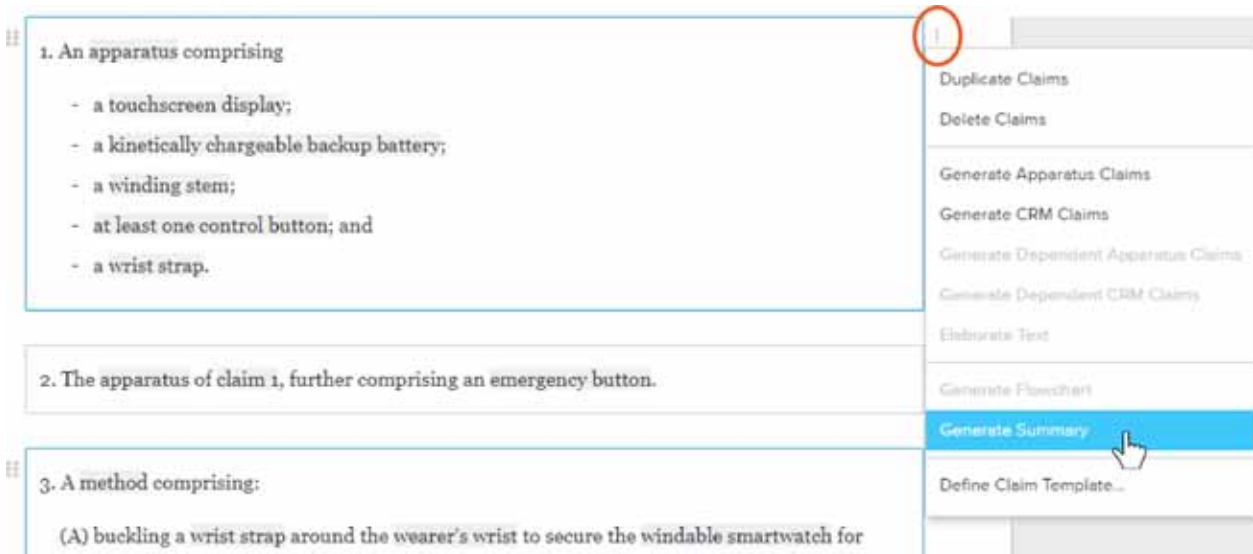 1. An apparatus comprising
- a touchscreen display;
- a kinetically chargeable backup battery;
- a winding stem;
- at least one control button; and
- a wrist strap.
2. The apparatus of claim 1, further comprising an emergency button.
3. A method comprising:
(A) buckling a wrist strap around the wearer's wrist to secure the windable smartwatch for
Duplicate Claims
Delete Claims
Generate Apparatus Claims
Generate CRM Claims
Generate Dependent Apparatus Claims
Generate Dependent CRM Claims
Elaborate Text
Generate Flowchart
Generate Summary
Define Claim Template...